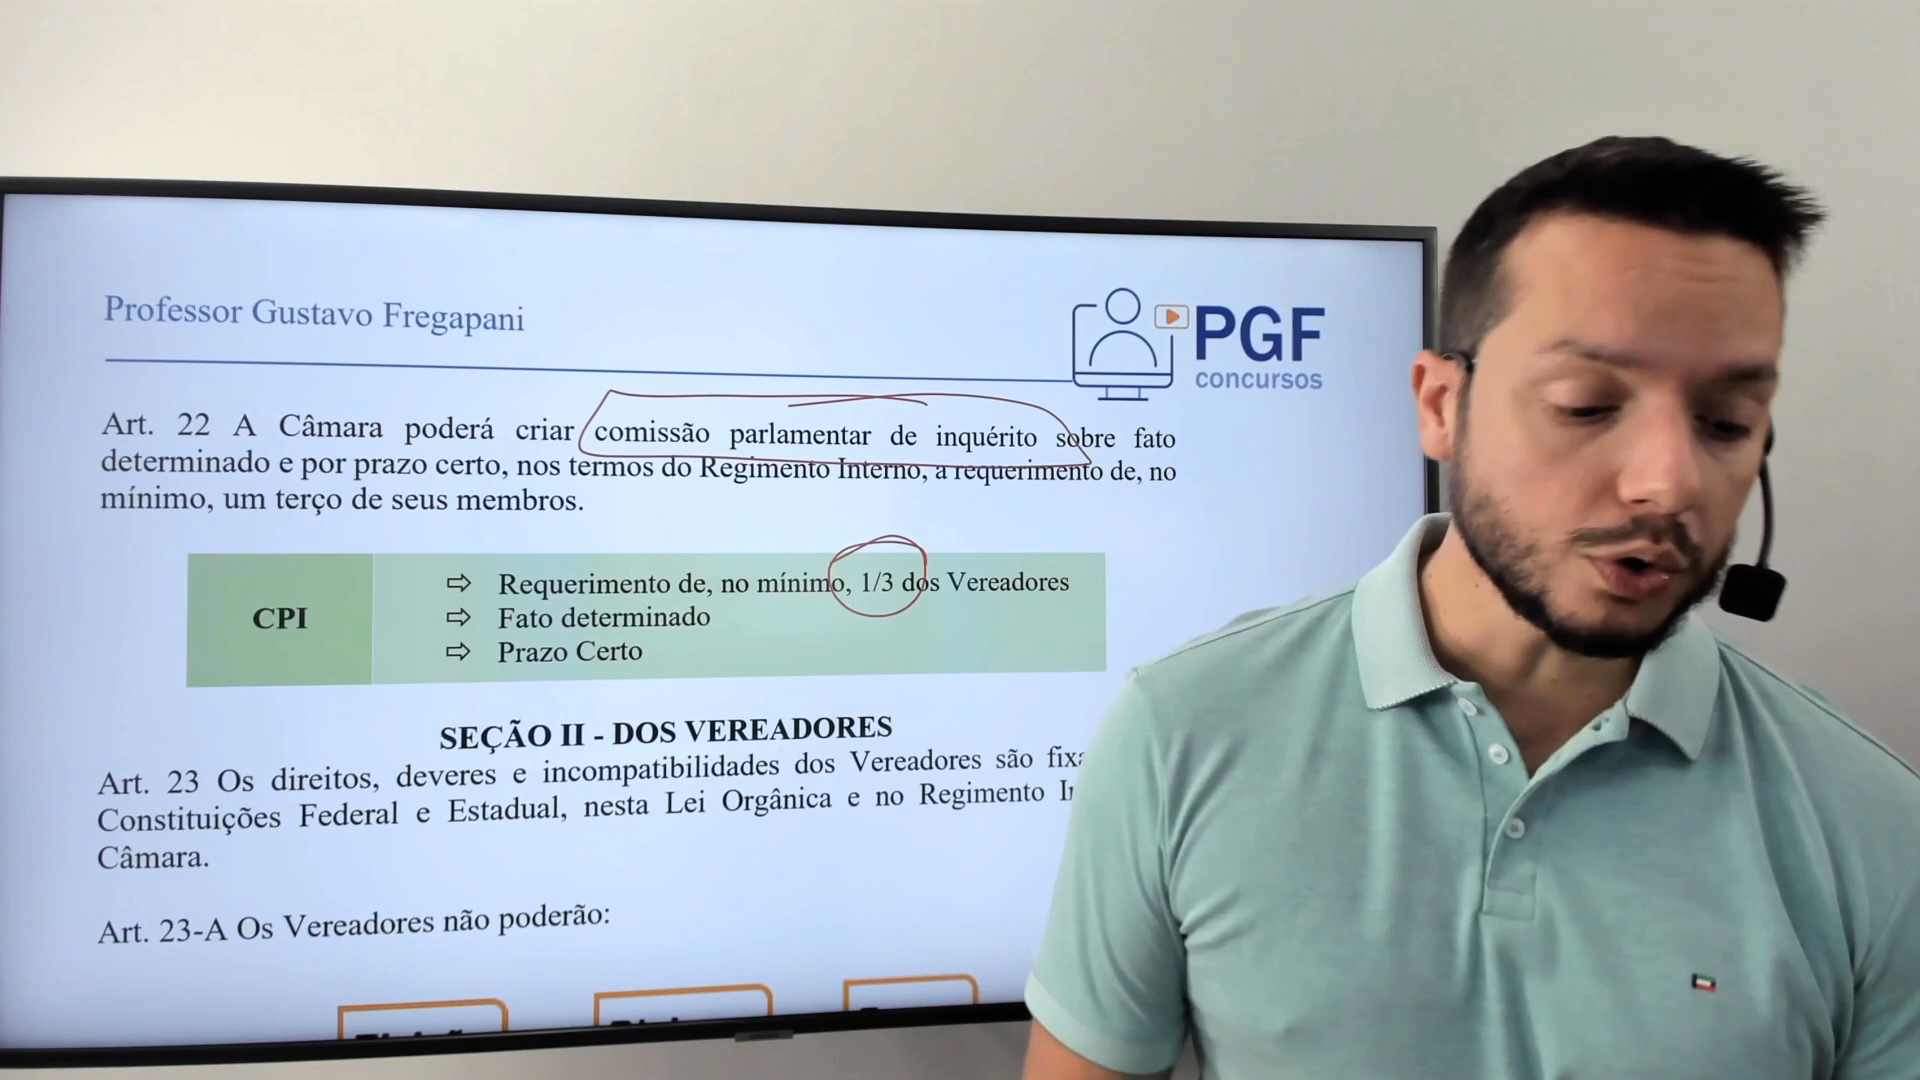 Professor Gustavo Fregapani
PGF
concursos
Art. 22 A Câmara poderá criar comissão parlamentar de inquérito sobre fato
determinado e por prazo certo, nos termos do Regimento Interno, a requerimento de, no
mínimo, um terço de seus membros.
CPI
⇨ Requerimento de, no mínimo, 1/3 dos Vereadores
⇨ Fato determinado
⇨ Prazo Certo
SEÇÃO II - DOS VEREADORES
Art. 23 Os direitos, deveres e incompatibilidades dos Vereadores são
Constituições Federal e Estadual, nesta Lei Orgânica e no Regimento
Câmara.
Art. 23-A Os Vereadores não poderão: